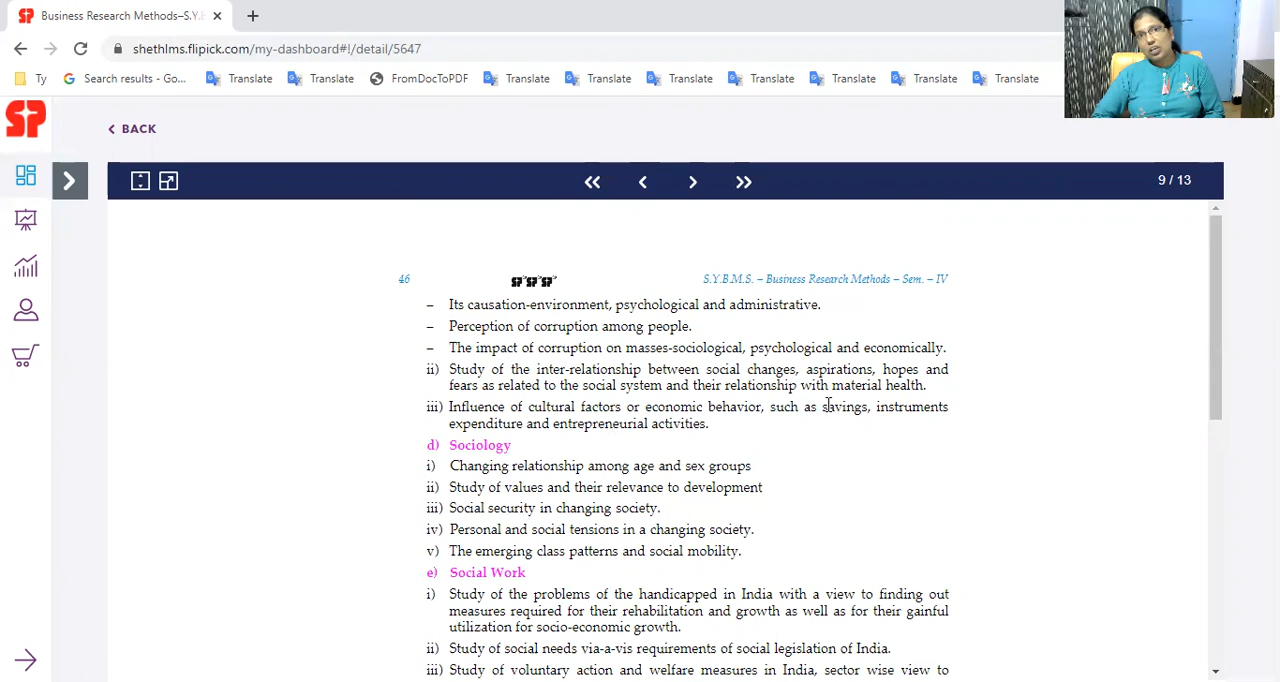 Business Research Methods–S.Y.B
shethlms.flipick.com/my-dashboard#!/detail/5647
Ty
Search results - Go...
Translate
Translate
FromDocToPDF
Translate
Translate
Translate
Translate
Translate
Translate
Translate
SP
BACK
9 / 13
46
S.Y.B.M.S. – Business Research Methods – Sem. – IV
– Its causation-environment, psychological and administrative.
– Perception of corruption among people.
– The impact of corruption on masses-sociological, psychological and economically.
ii) Study of the inter-relationship between social changes, aspirations, hopes and
fears as related to the social system and their relationship with material health.
iii) Influence of cultural factors or economic behavior, such as savings, instruments
expenditure and entrepreneurial activities.
d) Sociology
i) Changing relationship among age and sex groups
ii) Study of values and their relevance to development
iii) Social security in changing society.
iv) Personal and social tensions in a changing society.
v) The emerging class patterns and social mobility.
e) Social Work
i) Study of the problems of the handicapped in India with a view to finding out
measures required for their rehabilitation and growth as well as for their gainful
utilization for socio-economic growth.
ii) Study of social needs via-a-vis requirements of social legislation of India.
iii) Study of voluntary action and welfare measures in India, sector wise view to